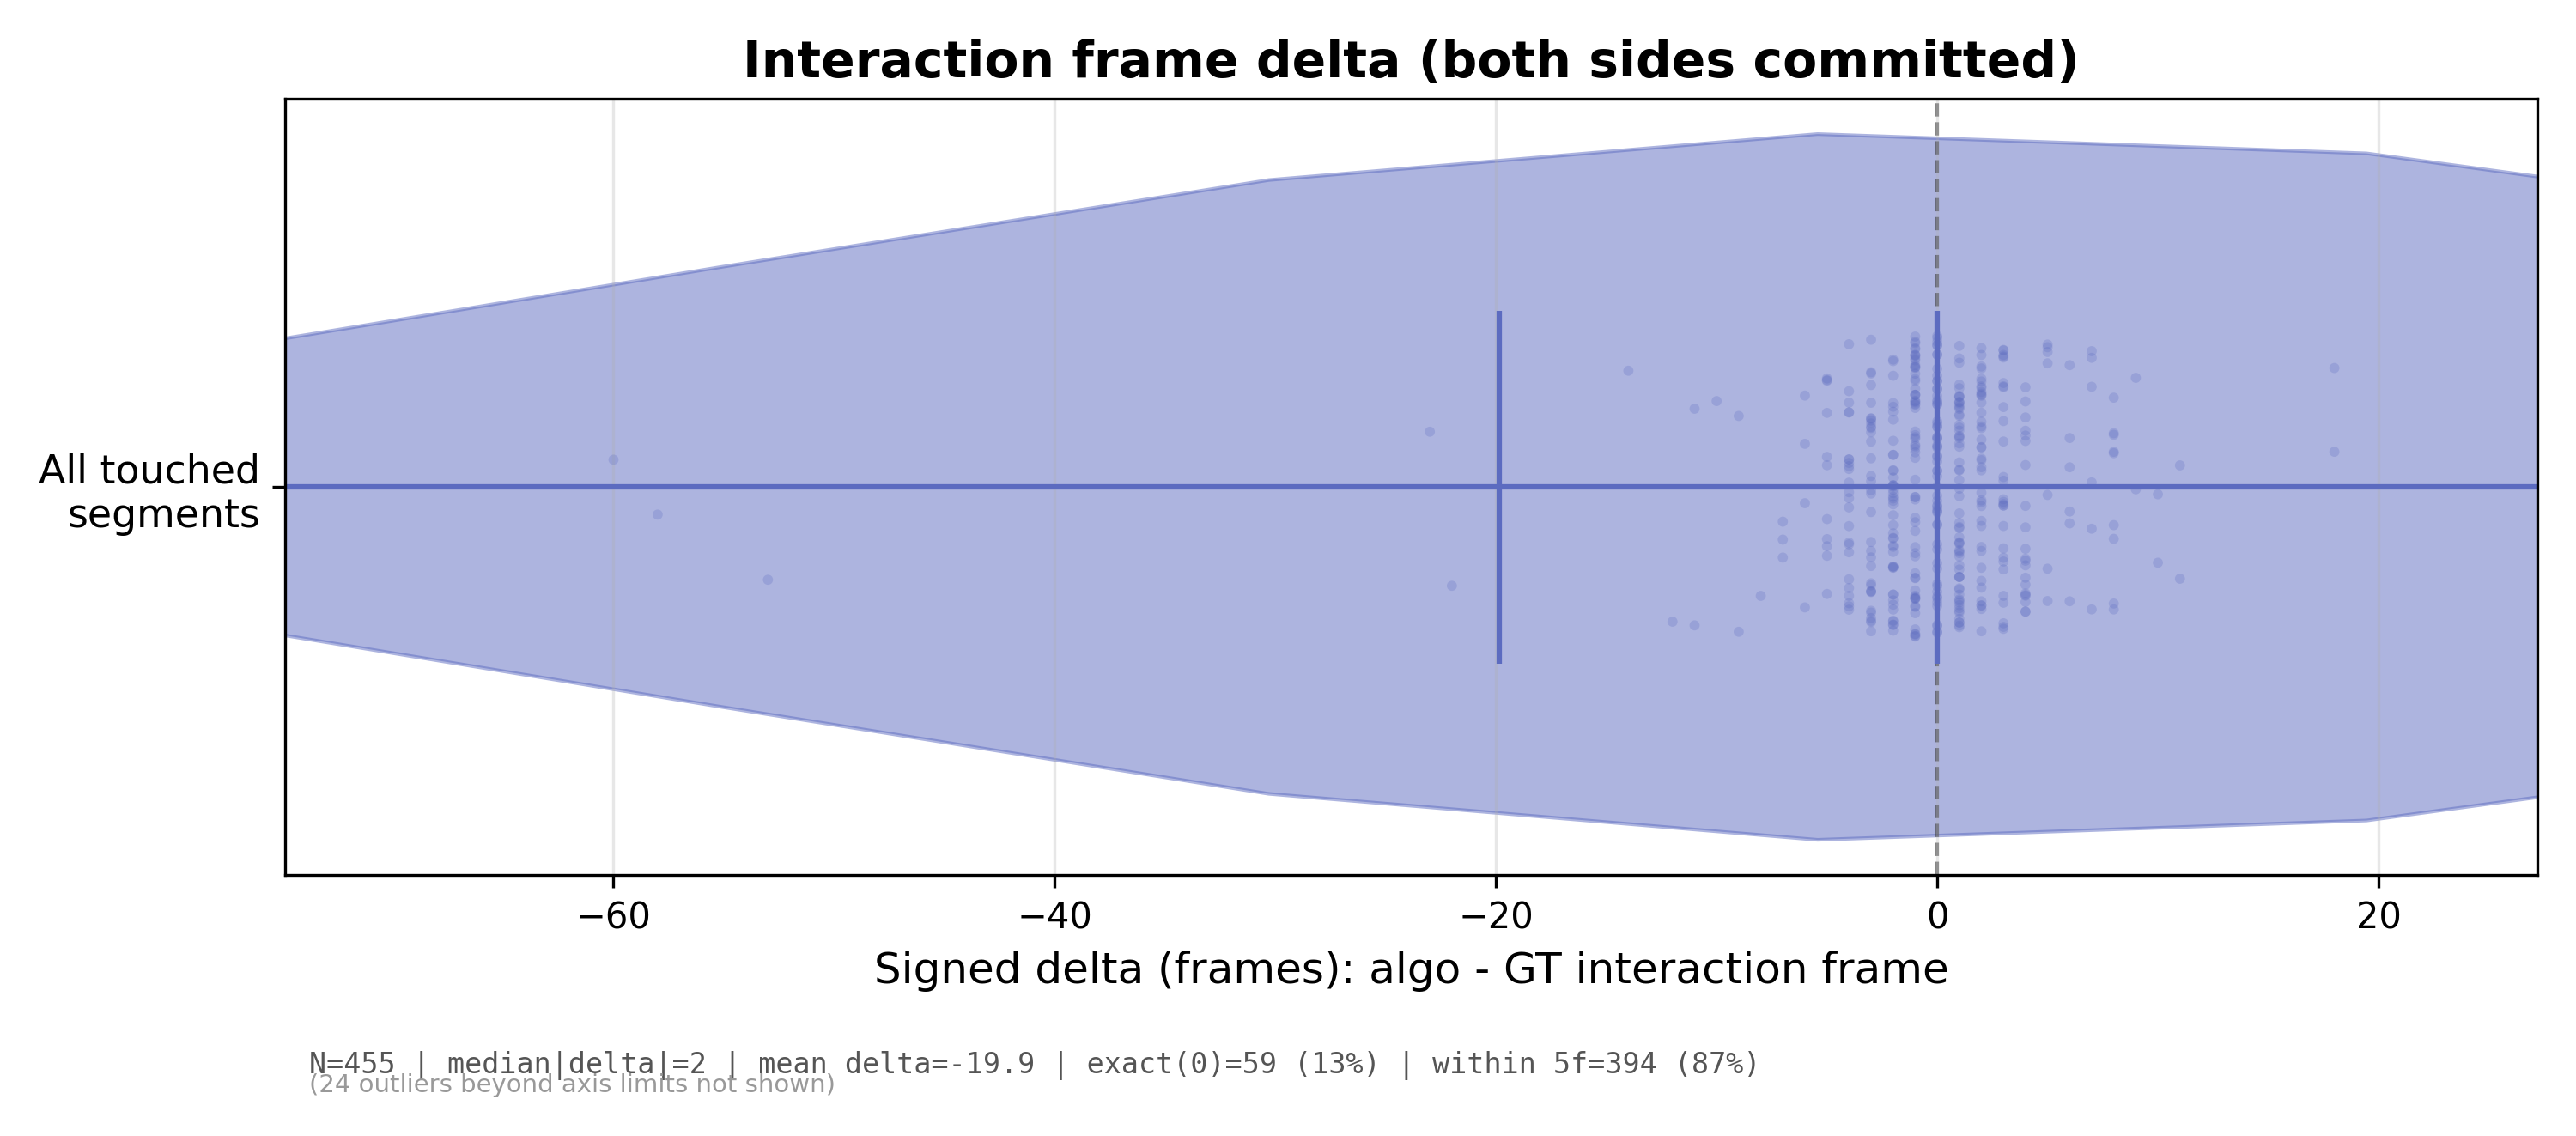 Interaction frame delta (both sides committed)
All touched
segments
−60
−40
−20
0
20
Signed delta (frames): algo - GT interaction frame
N=455 | median|delta|=2 | mean delta=-19.9 | exact(0)=59 (13%) | within 5f=394 (87%)
(24 outliers beyond axis limits not shown)